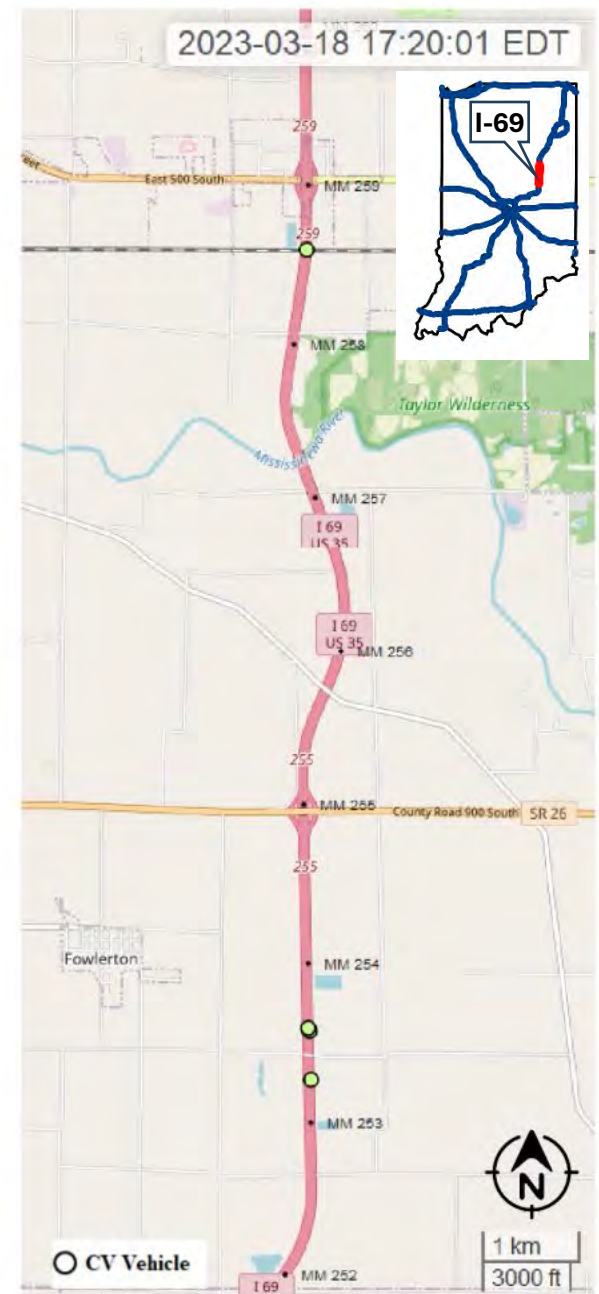 2023-03-18 17:20:01 EDT
I-69
259
East 500 South
MM 259
259
MM 258
Taylor Wilderness
Mississinewa River
MM 257
I 69
US 35
I 69
US 35
MM 256
255
MM 255
County Road 900 South
SR 26
255
Fowlerton
MM 254
MM 253
N
CV Vehicle
MM 252
I 69
1 km
3000 ft